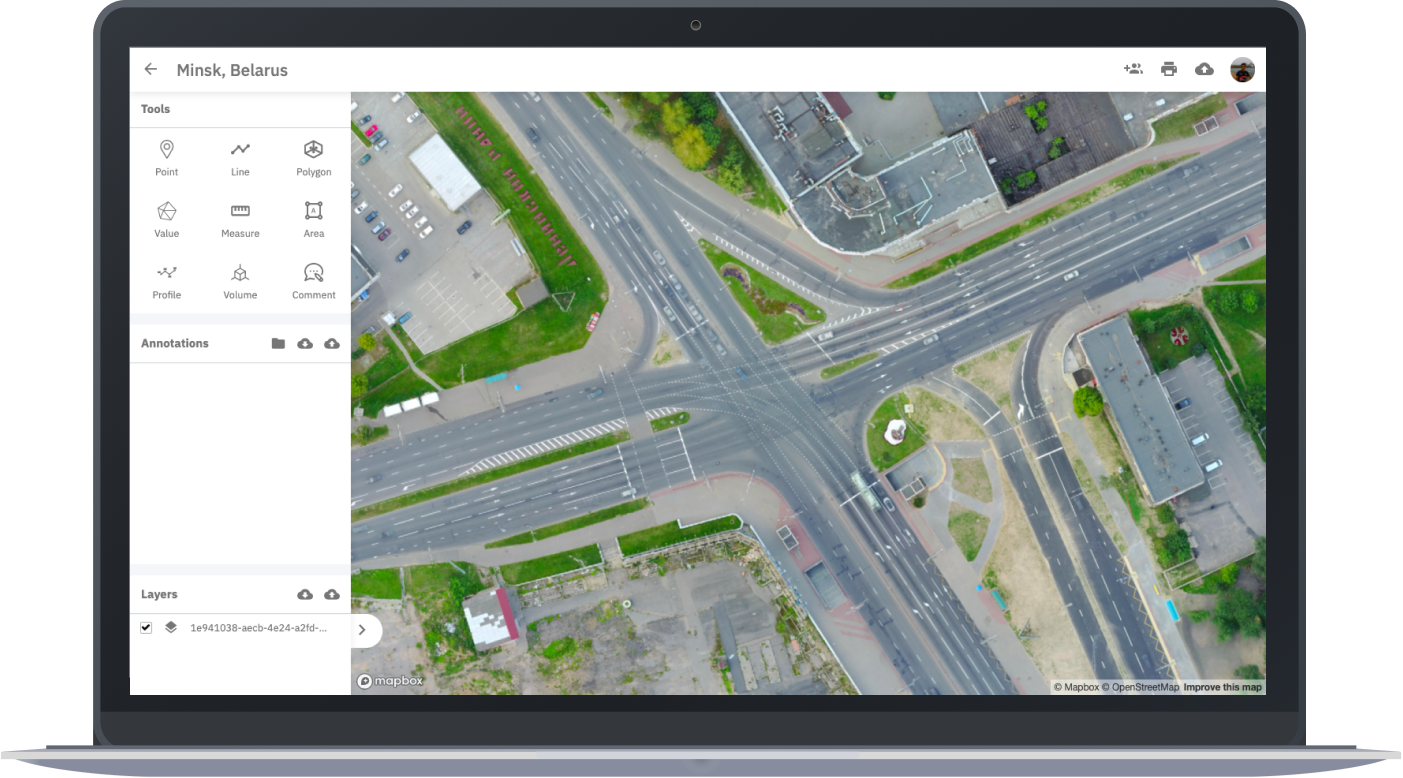 Minsk, Belarus
Tools
Point
Line
Polygon
Value
Measure
A
Area
Profile
Volume
Comment
Annotations
Layers
1e941038-aecb-4e24-a2fd-...
mapbox
© Mapbox © OpenStreetMap Improve this map